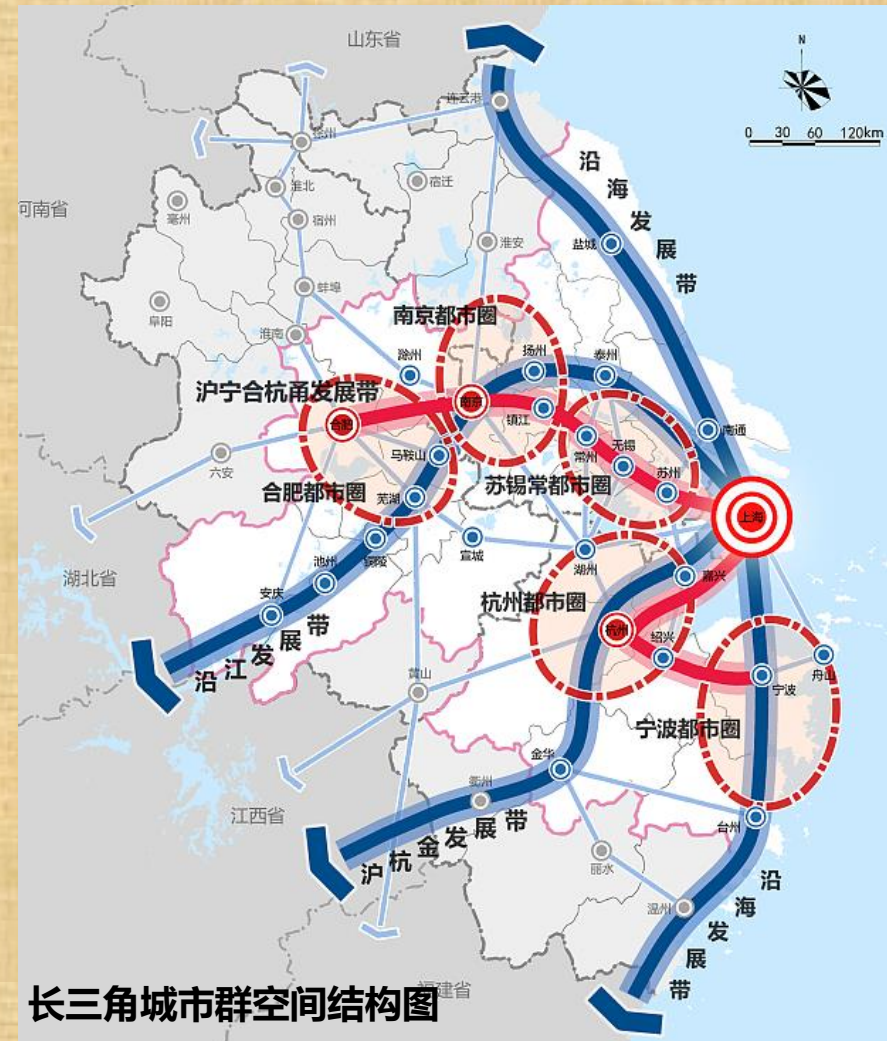 山东省
N
0 30 60 120km
连云港
徐州
沿海发展带
河南省
淮北
宿迁
亳州
宿州
淮安
盐城
蚌埠
阜阳
淮南
南京都市圈
滁州
扬州
泰州
沪宁合杭甬发展带
南京
镇江
合肥
南通
常州
无锡
马鞍山
苏州
六安
合肥都市圈
芜湖
苏锡常都市圈
上海
铜陵
宣城
湖州
湖北省
池州
嘉兴
安庆
杭州都市圈
杭州
绍兴
沿江发展带
黄山
宁波
舟山
宁波都市圈
金华
衢州
江西省
台州
沪杭金发展带
丽水
温州
沿海发展带
福建省
长三角城市群空间结构图